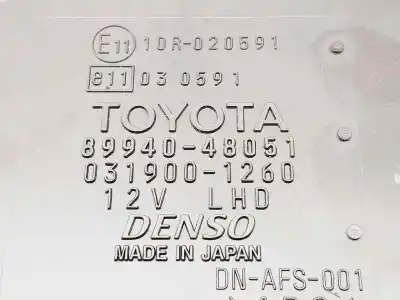 E11 10R-020591
e11 03 0591
TOYOTA
89940-48051
031900-1260
12V LHD
DENSO
MADE IN JAPAN
DN-AFS-001